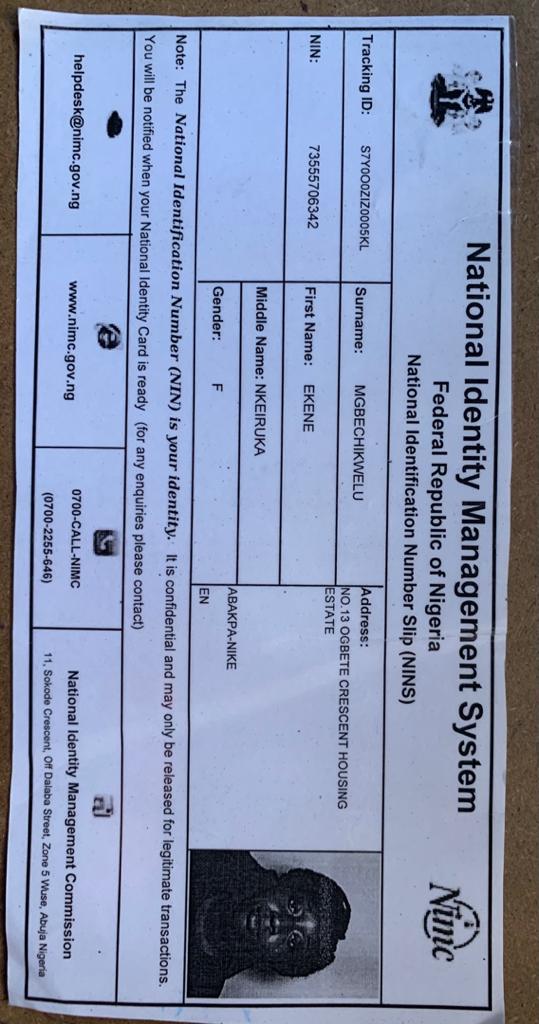 National Identity Management System
Federal Republic of Nigeria
National Identification Number Slip (NINS)
Nimc
Tracking ID: S7Y0O0ZIZ0005KL
Surname: MGBECHIKWELU
Address:
NO.13 OGBETE CRESCENT HOUSING
ESTATE
NIN: 73555706342
First Name: EKENE
Middle Name: NKEIRUKA
ABAKPA-NIKE
Gender: F
EN
Note: The National Identification Number (NIN) is your identity. It is confidential and may only be released for legitimate transactions.
You will be notified when your National Identity Card is ready (for any enquiries please contact)
helpdesk@nimc.gov.ng
www.nimc.gov.ng
0700-CALL-NIMC
(0700-2255-646)
National Identity Management Commission
11, Sokode Crescent, Off Dalaba Street, Zone 5 Wuse, Abuja Nigeria